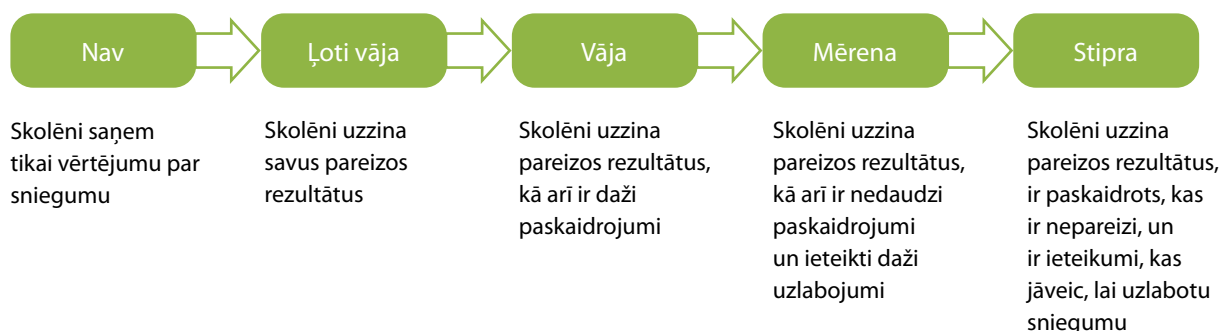 Nav
Ļoti vāja
Vāja
Mērena
Stipra
Skolēni saņem
tikai vērtējumu par
sniegumu
Skolēni uzzina
savus pareizos
rezultātus
Skolēni uzzina
pareizos rezultātus,
kā arī ir daži
paskaidrojumi
Skolēni uzzina
pareizos rezultātus,
kā arī ir nedaudzi
paskaidrojumi
un ieteikti daži
uzlabojumi
Skolēni uzzina
pareizos rezultātus,
ir paskaidrots, kas
ir nepareizi, un
ir ieteikumi, kas
jāveic, lai uzlabotu
sniegumu